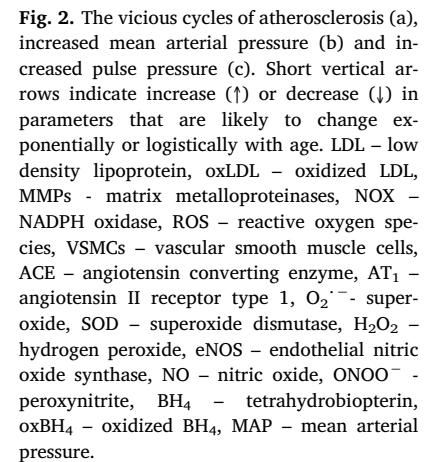 Fig. 2. The vicious cycles of atherosclerosis (a),
increased mean arterial pressure (b) and in-
creased pulse pressure (c). Short vertical ar-
rows indicate increase (↑) or decrease (↓) in
parameters that are likely to change ex-
ponentially or logistically with age. LDL – low
density lipoprotein, oxLDL – oxidized LDL,
MMPs - matrix metalloproteinases, NOX –
NADPH oxidase, ROS – reactive oxygen spe-
cies, VSMCs – vascular smooth muscle cells,
ACE – angiotensin converting enzyme, AT₁ –
angiotensin II receptor type 1, O₂˙⁻- super-
oxide, SOD – superoxide dismutase, H₂O₂ –
hydrogen peroxide, eNOS – endothelial nitric
oxide synthase, NO – nitric oxide, ONOO⁻ -
peroxynitrite, BH₄ – tetrahydrobiopterin,
oxBH₄ – oxidized BH₄, MAP – mean arterial
pressure.